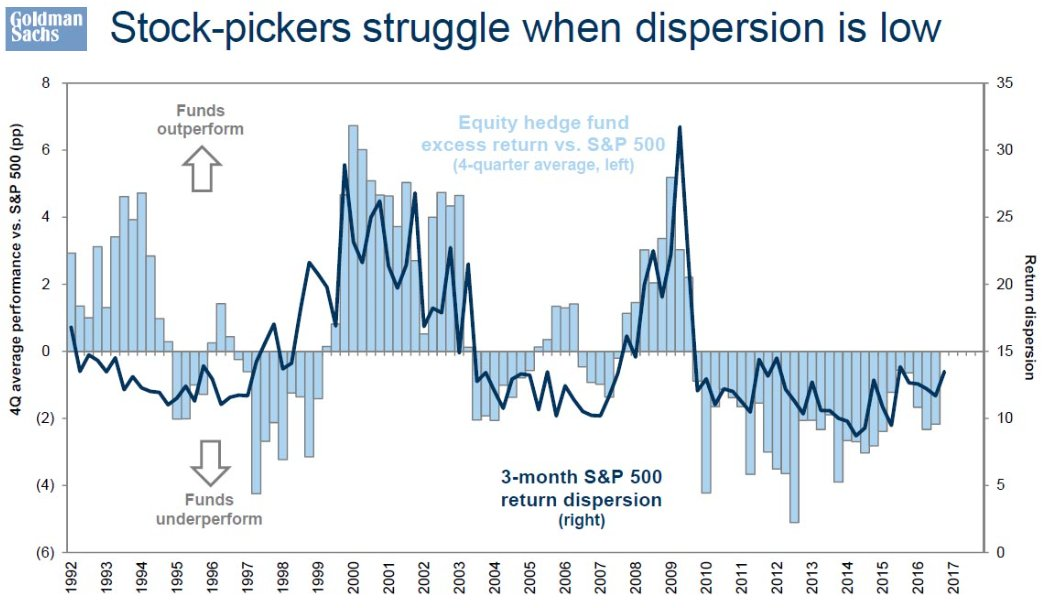 Goldman
Sachs
Stock-pickers struggle when dispersion is low
4Q average performance vs. S&P 500 (pp)
8
6
4
2
0
(2)
(4)
(6)
Funds
outperform
Equity hedge fund
excess return vs. S&P 500
(4-quarter average, left)
Funds
underperform
3-month S&P 500
return dispersion
(right)
35
30
25
20
15
10
5
0
Return dispersion
1992
1993
1994
1995
1996
1997
1998
1999
2000
2001
2002
2003
2004
2005
2006
2007
2008
2009
2010
2011
2012
2013
2014
2015
2016
2017